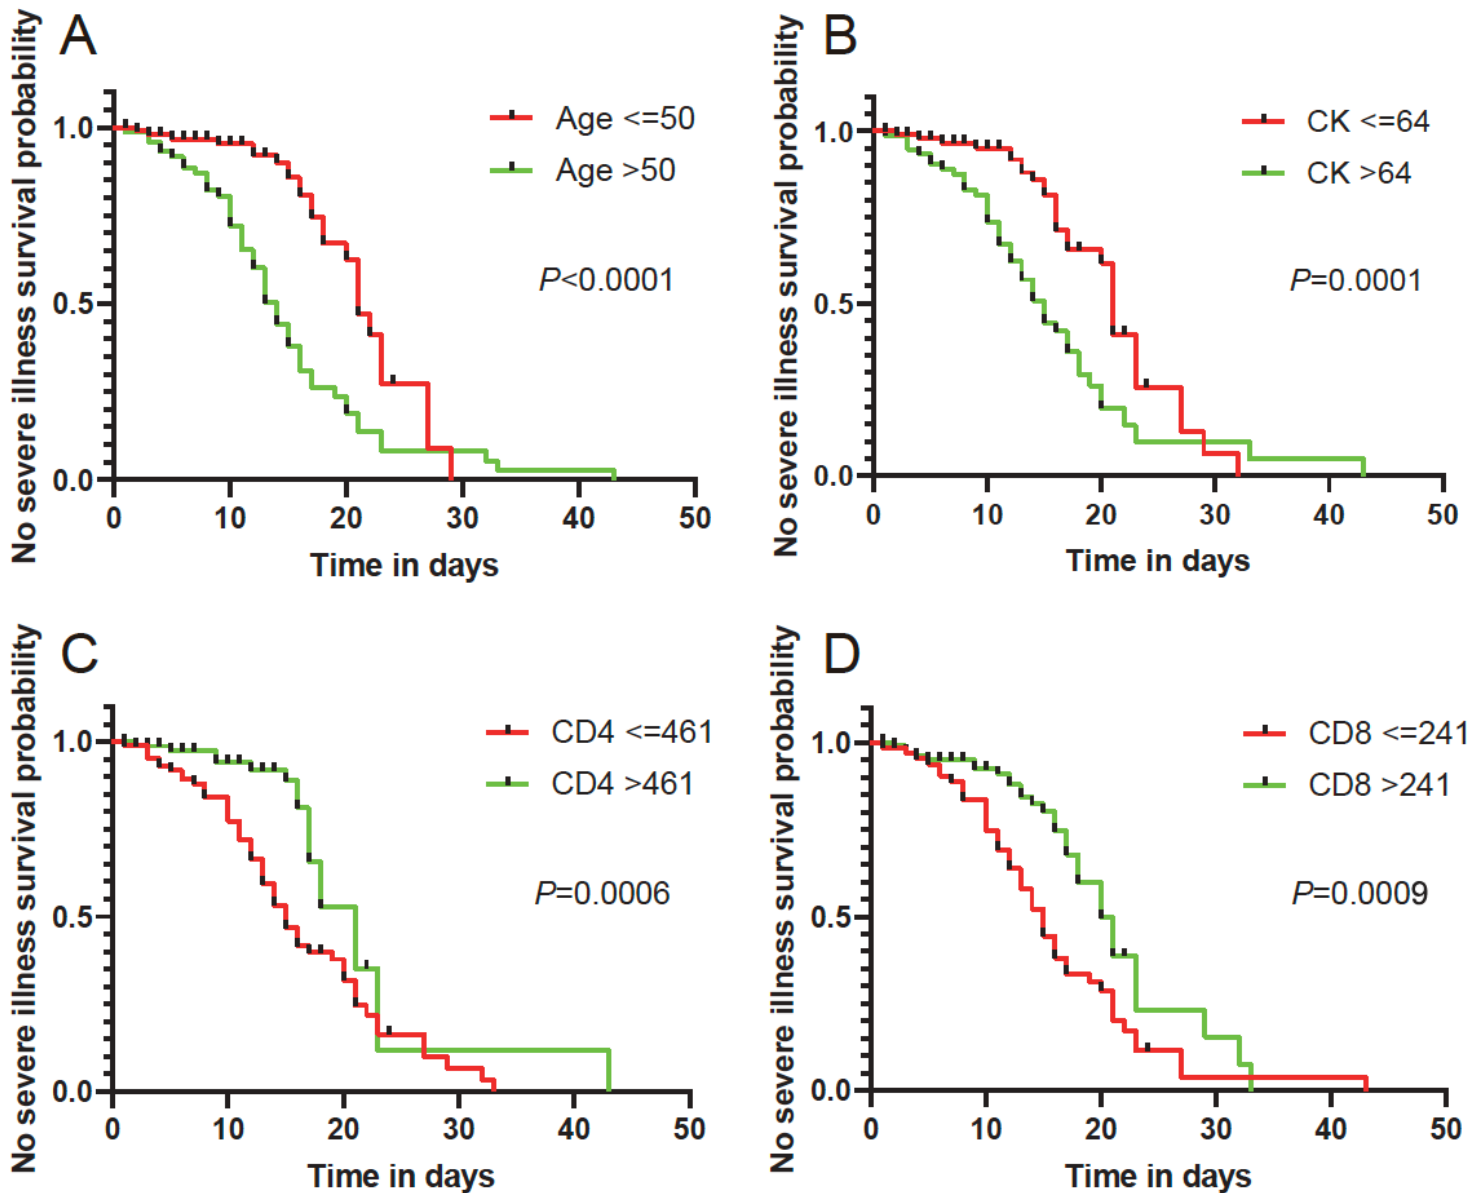 A
No severe illness survival probability
1.0
0.5
0.0
Age <=50
Age >50
P<0.0001
0 10 20 30 40 50
Time in days
B
No severe illness survival probability
1.0
0.5
0.0
CK <=64
CK >64
P=0.0001
0 10 20 30 40 50
Time in days
C
No severe illness survival probability
1.0
0.5
0.0
CD4 <=461
CD4 >461
P=0.0006
0 10 20 30 40 50
Time in days
D
No severe illness survival probability
1.0
0.5
0.0
CD8 <=241
CD8 >241
P=0.0009
0 10 20 30 40 50
Time in days